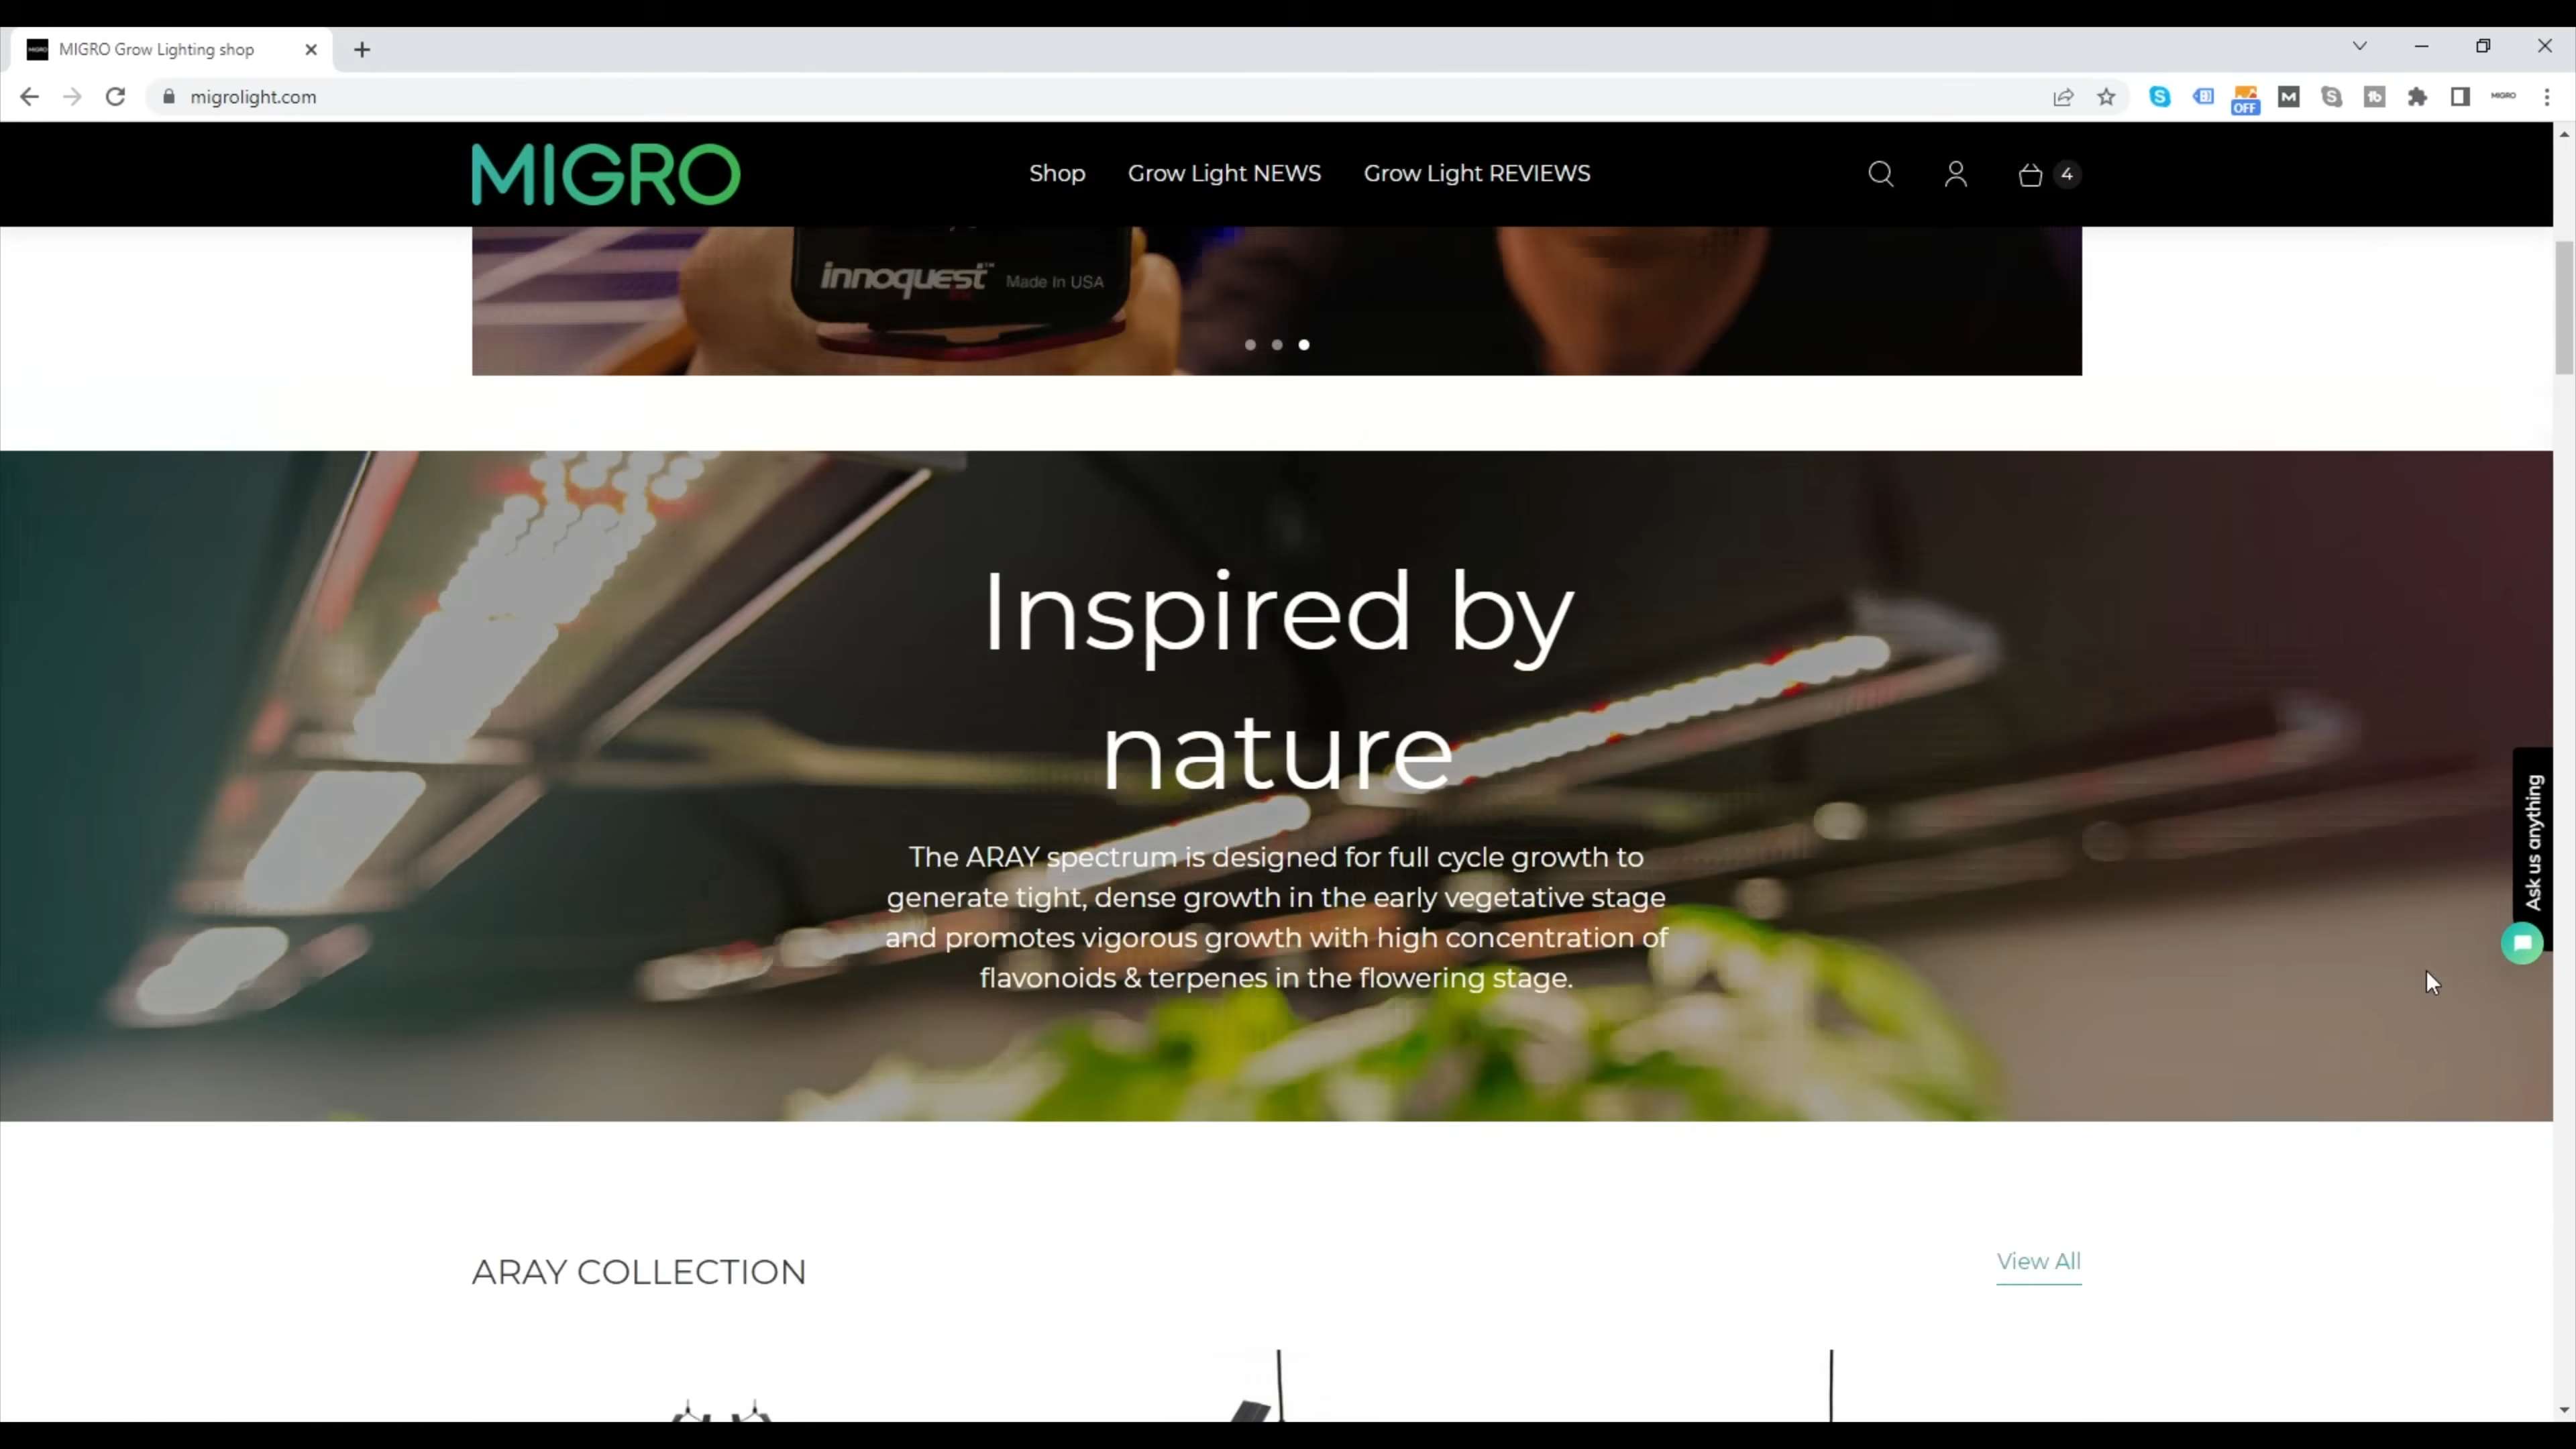 MIGRO Grow Lighting shop
migrolight.com
OFF
MIGRO
MIGRO
Shop
Grow Light NEWS
Grow Light REVIEWS
4
innoquest™ Made In USA
Inspired by
nature
The ARAY spectrum is designed for full cycle growth to
generate tight, dense growth in the early vegetative stage
and promotes vigorous growth with high concentration of
flavonoids & terpenes in the flowering stage.
Ask us anything
ARAY COLLECTION
View All